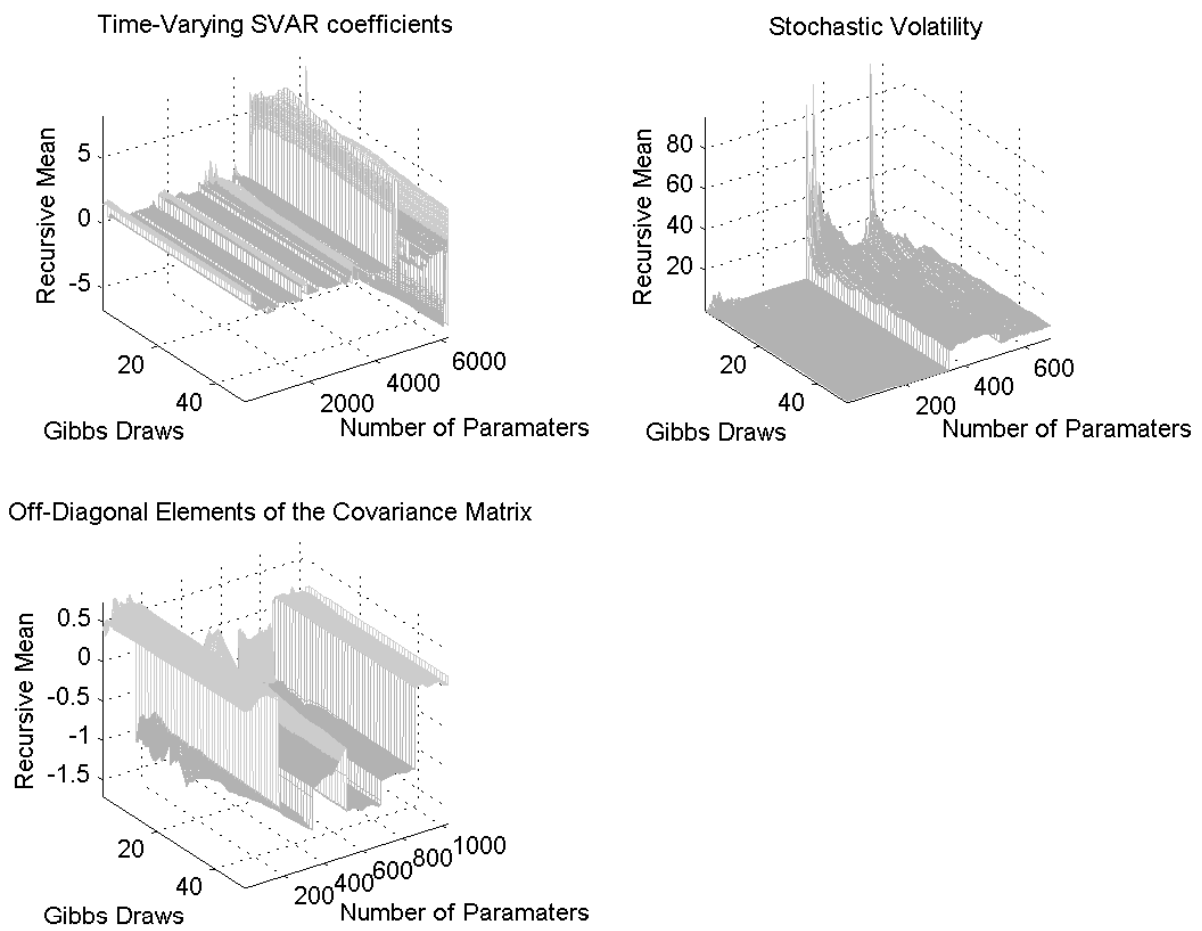 Time-Varying SVAR coefficients
Recursive Mean
5
0
-5
20
40
Gibbs Draws
2000
4000
6000
Number of Paramaters
Stochastic Volatility
Recursive Mean
80
60
40
20
20
40
Gibbs Draws
200
400
600
Number of Paramaters
Off-Diagonal Elements of the Covariance Matrix
Recursive Mean
0.5
0
-0.5
-1
-1.5
20
40
Gibbs Draws
200
400
600
800
1000
Number of Paramaters